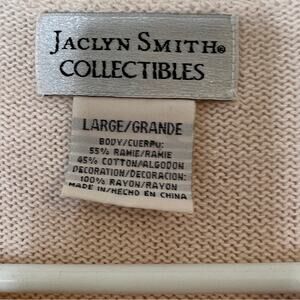 JACLYN SMITH®
COLLECTIBLES
LARGE/GRANDE
BODY/CUERPO:
55% RAMIE/RAMIE
45% COTTON/ALGODON
DECORATION/DECORACION:
100% RAYON/RAYON
MADE IN/HECHO EN CHINA